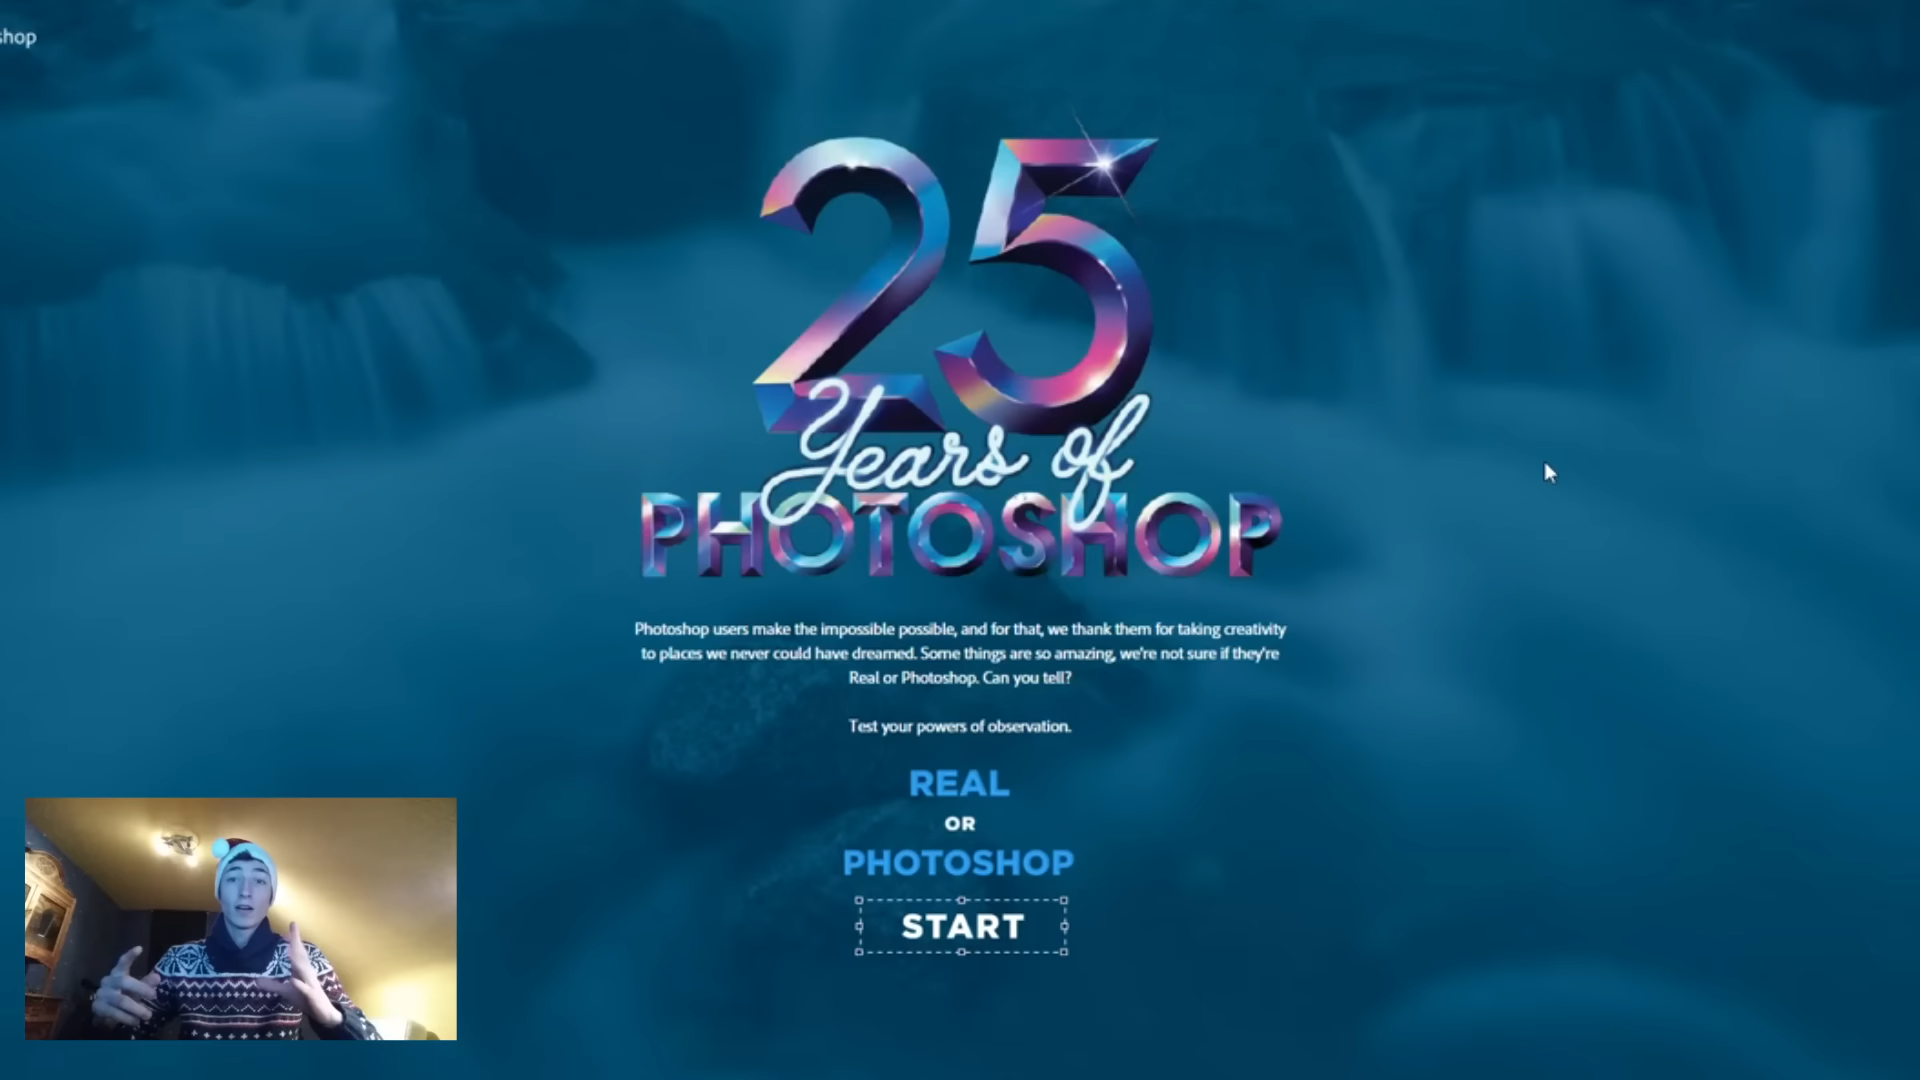 25
Years of
PHOTOSHOP
Photoshop users make the impossible possible, and for that, we thank them for taking creativity
to places we never could have dreamed. Some things are so amazing, we're not sure if they're
Real or Photoshop. Can you tell?
Test your powers of observation.
REAL
OR
PHOTOSHOP
START